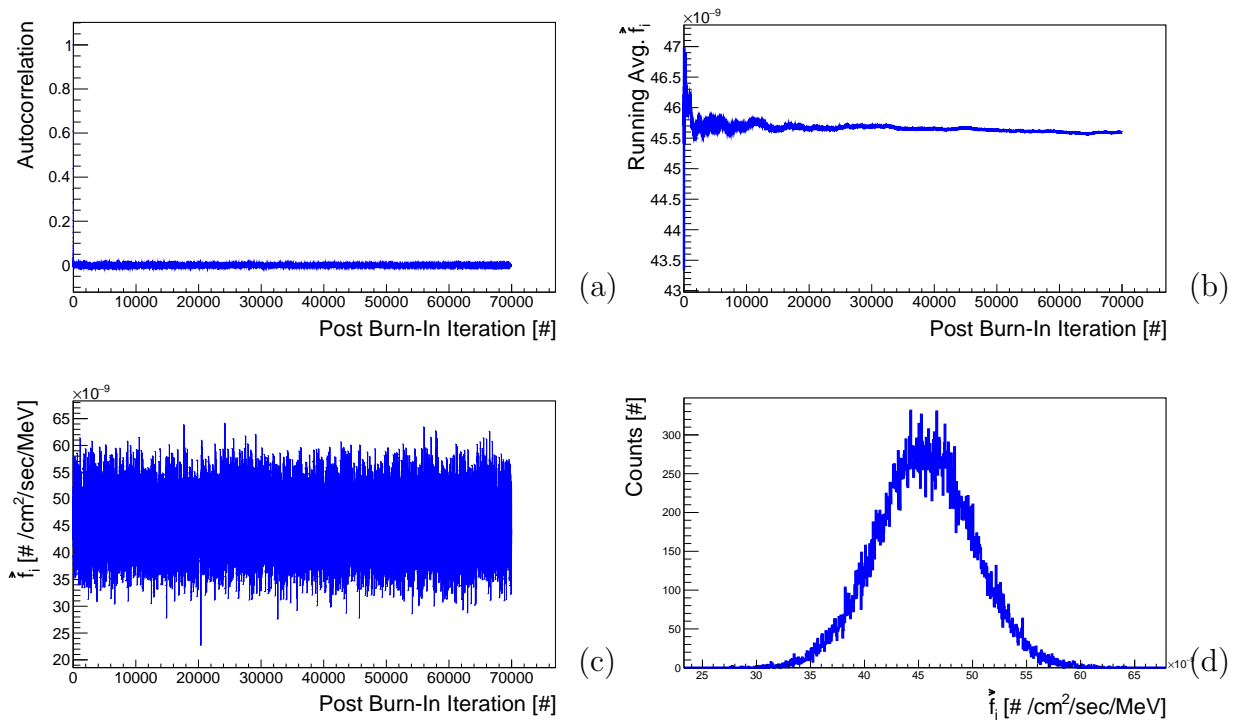 Autocorrelation
1
0.8
0.6
0.4
0.2
0
0 10000 20000 30000 40000 50000 60000 70000
Post Burn-In Iteration [#]
(a)
×10⁻⁹
Running Avg. f⃗ᵢ
47
46.5
46
45.5
45
44.5
44
43.5
43
0 10000 20000 30000 40000 50000 60000 70000
Post Burn-In Iteration [#]
(b)
×10⁻⁹
f⃗ᵢ [# /cm²/sec/MeV]
65
60
55
50
45
40
35
30
25
20
0 10000 20000 30000 40000 50000 60000 70000
Post Burn-In Iteration [#]
(c)
Counts [#]
300
250
200
150
100
50
0
25 30 35 40 45 50 55 60 65
f⃗ᵢ [# /cm²/sec/MeV]
(d)